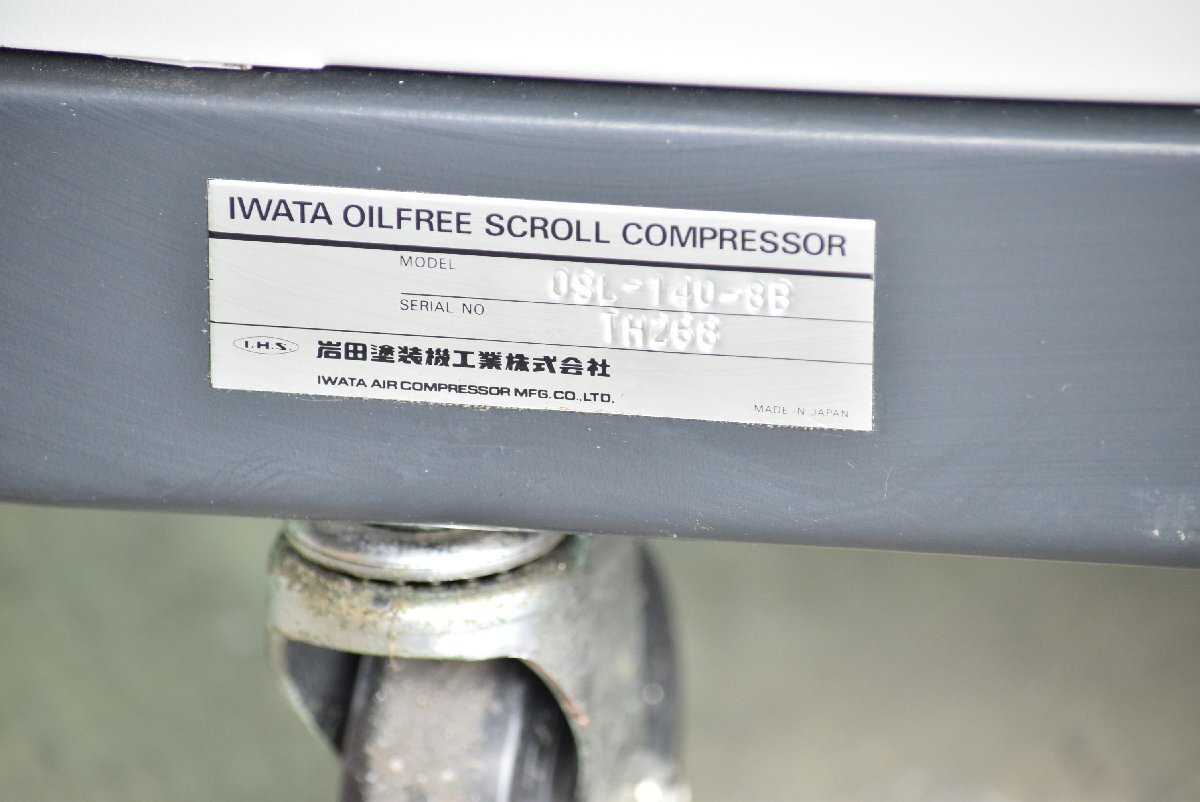 IWATA OILFREE SCROLL COMPRESSOR
MODEL OSL-140-8B
SERIAL NO THZ66
I.H.S. 岩田塗装機工業株式会社
IWATA AIR COMPRESSOR MFG.CO.,LTD.
MADE IN JAPAN